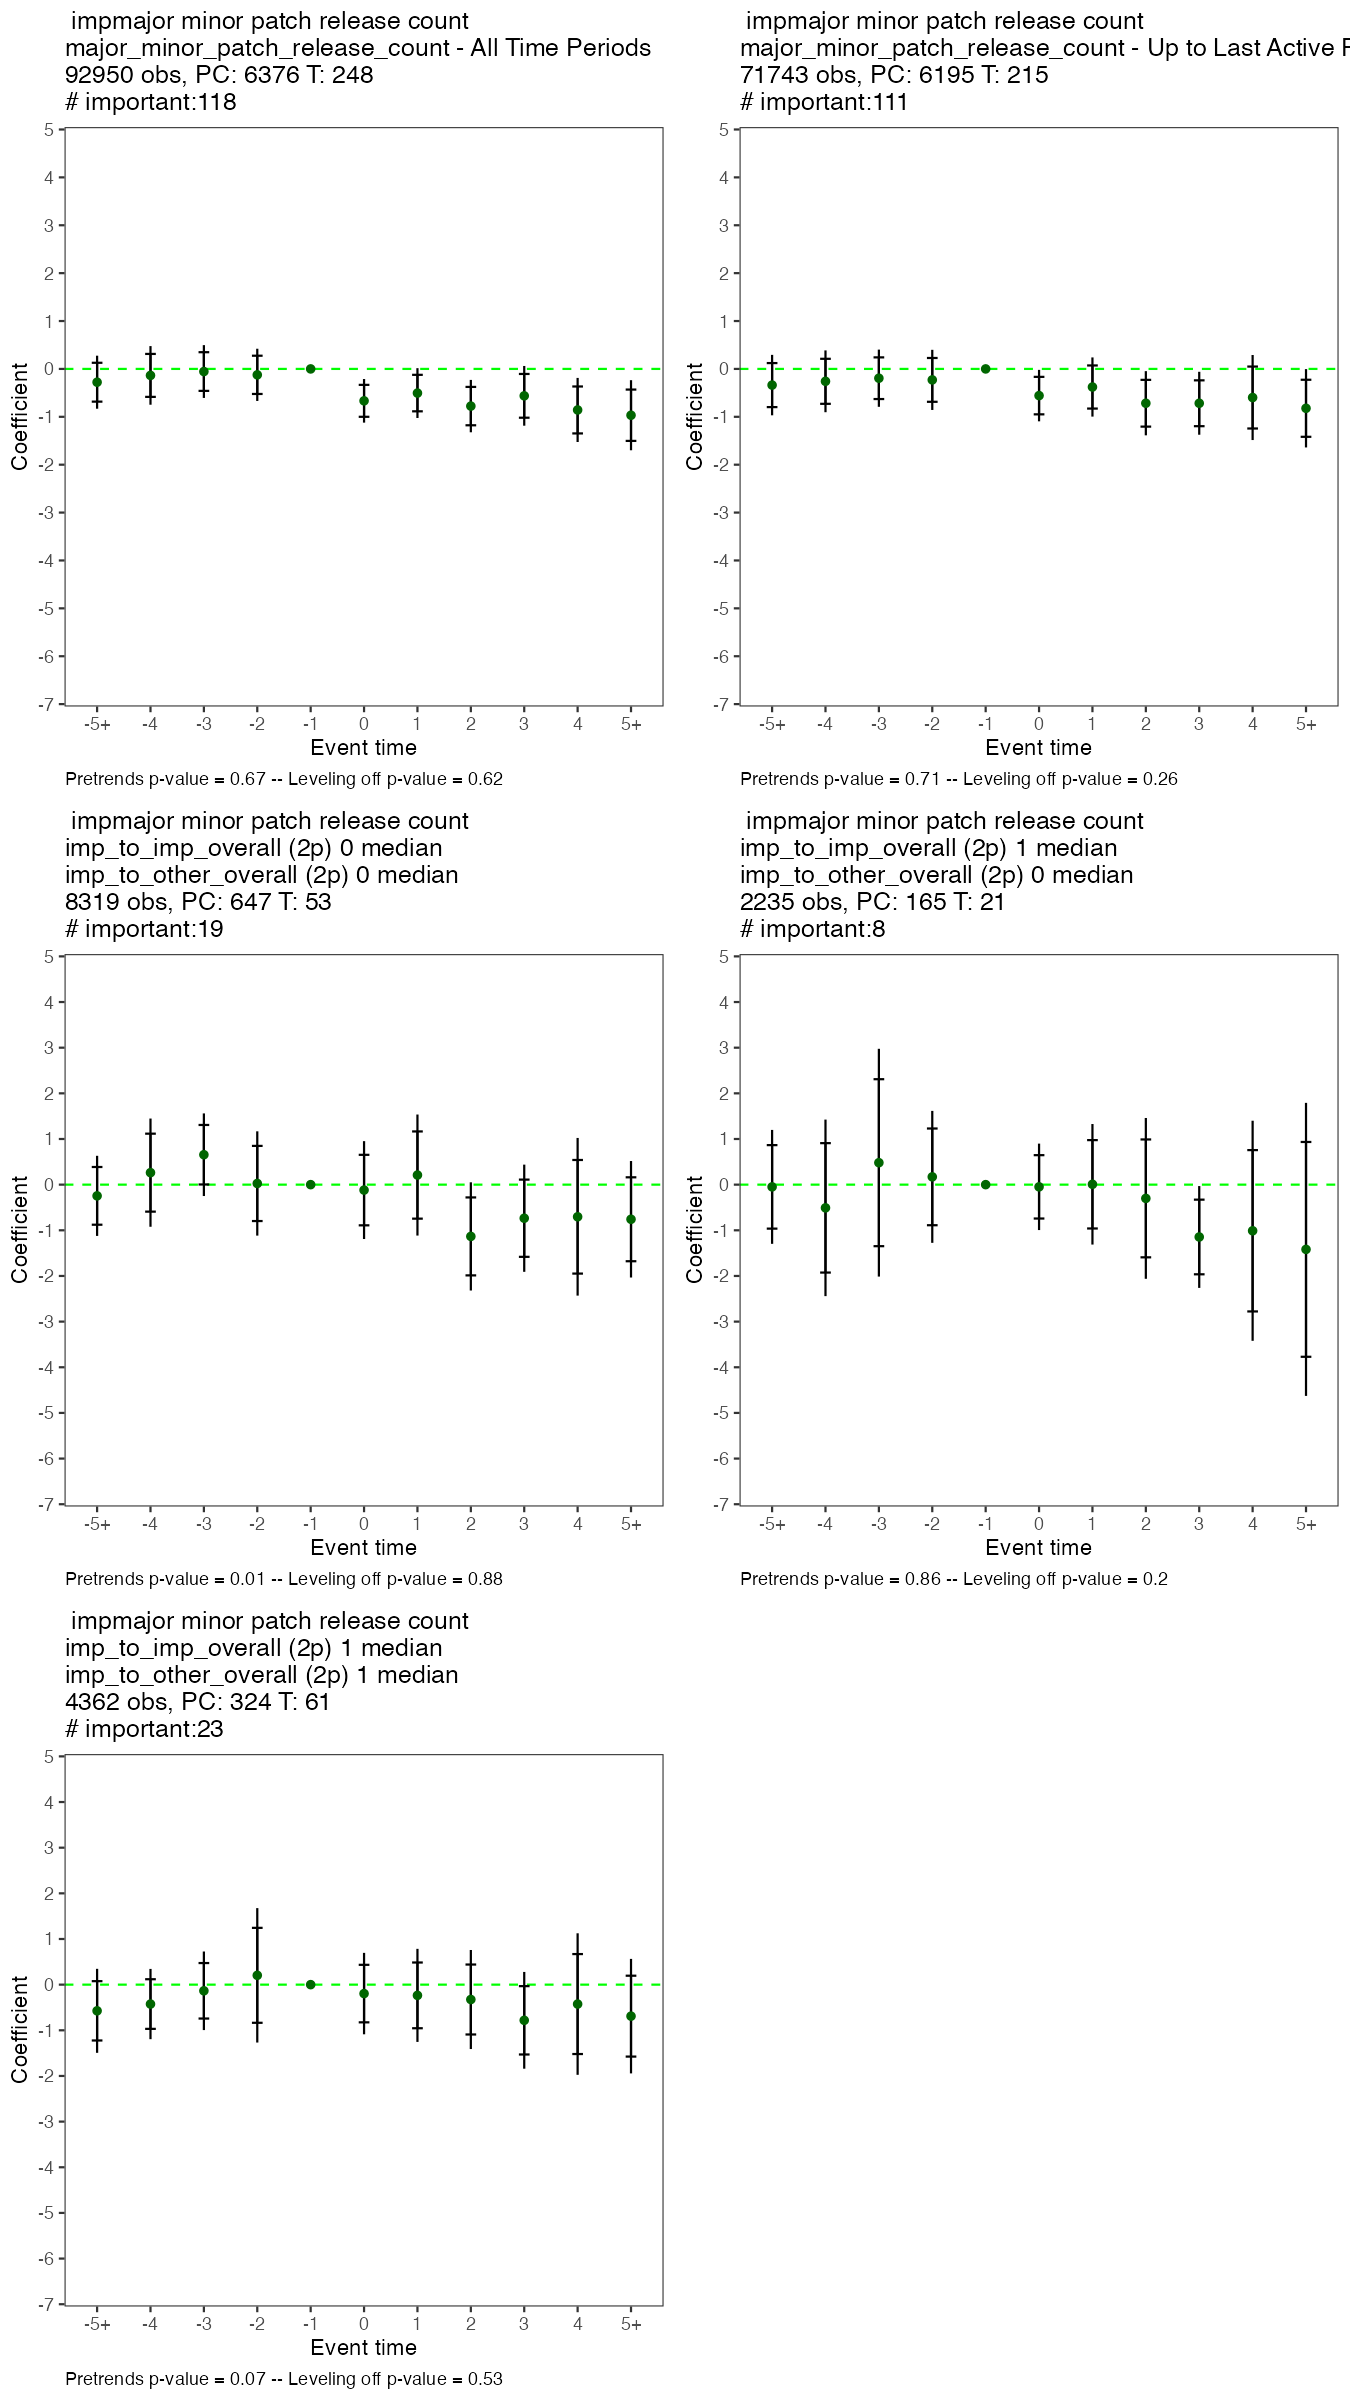 impmajor minor patch release count
major_minor_patch_release_count - All Time Periods
92950 obs, PC: 6376 T: 248
# important:118
5
4
3
2
1
0
-1
-2
-3
-4
-5
-6
-7
Coefficient
-5+ -4 -3 -2 -1 0 1 2 3 4 5+
Event time
Pretrends p-value = 0.67 -- Leveling off p-value = 0.62
impmajor minor patch release count
major_minor_patch_release_count - Up to Last Active
71743 obs, PC: 6195 T: 215
# important:111
5
4
3
2
1
0
-1
-2
-3
-4
-5
-6
-7
Coefficient
-5+ -4 -3 -2 -1 0 1 2 3 4 5+
Event time
Pretrends p-value = 0.71 -- Leveling off p-value = 0.26
impmajor minor patch release count
imp_to_imp_overall (2p) 0 median
imp_to_other_overall (2p) 0 median
8319 obs, PC: 647 T: 53
# important:19
5
4
3
2
1
0
-1
-2
-3
-4
-5
-6
-7
Coefficient
-5+ -4 -3 -2 -1 0 1 2 3 4 5+
Event time
Pretrends p-value = 0.01 -- Leveling off p-value = 0.88
impmajor minor patch release count
imp_to_imp_overall (2p) 1 median
imp_to_other_overall (2p) 0 median
2235 obs, PC: 165 T: 21
# important:8
5
4
3
2
1
0
-1
-2
-3
-4
-5
-6
-7
Coefficient
-5+ -4 -3 -2 -1 0 1 2 3 4 5+
Event time
Pretrends p-value = 0.86 -- Leveling off p-value = 0.2
impmajor minor patch release count
imp_to_imp_overall (2p) 1 median
imp_to_other_overall (2p) 1 median
4362 obs, PC: 324 T: 61
# important:23
5
4
3
2
1
0
-1
-2
-3
-4
-5
-6
-7
Coefficient
-5+ -4 -3 -2 -1 0 1 2 3 4 5+
Event time
Pretrends p-value = 0.07 -- Leveling off p-value = 0.53